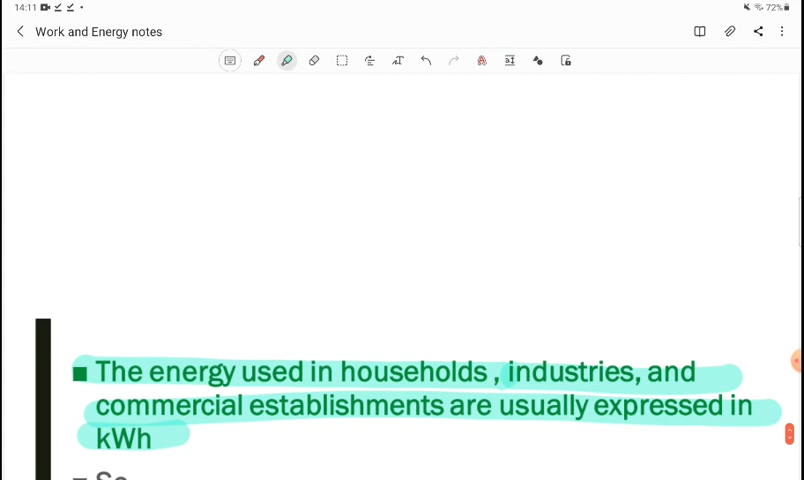 14:11
72%
Work and Energy notes
■ The energy used in households , industries, and
commercial establishments are usually expressed in
kWh